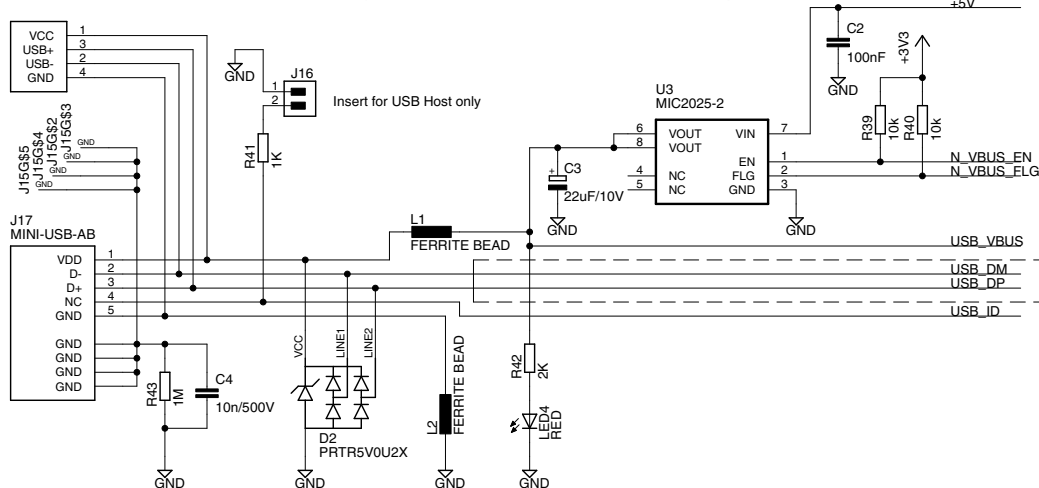 +5V
VCC 1
USB+ 3
USB- 2
GND 4
GND
J16
1
2
Insert for USB Host only
R41
1K
C2
100nF
GND
+3V3
R39
10k
R40
10k
U3
MIC2025-2
6 VOUT VIN 7
8 VOUT
EN 1 N_VBUS_EN
4 NC FLG 2 N_VBUS_FLG
5 NC GND 3
GND
+
C3
22uF/10V
GND
J15G$5
J15G$4
J15G$2
J15G$3
GND
GND
GND
GND
J17
MINI-USB-AB
VDD 1
D- 2
D+ 3
NC 4
GND 5
GND
GND
GND
GND
L1
FERRITE BEAD
USB_VBUS
USB_DM
USB_DP
USB_ID
R43
1M
C4
10n/500V
GND
VCC
LINE1
LINE2
D2
PRTR5V0U2X
GND
L2
FERRITE BEAD
GND
R42
2K
LED4
RED
GND